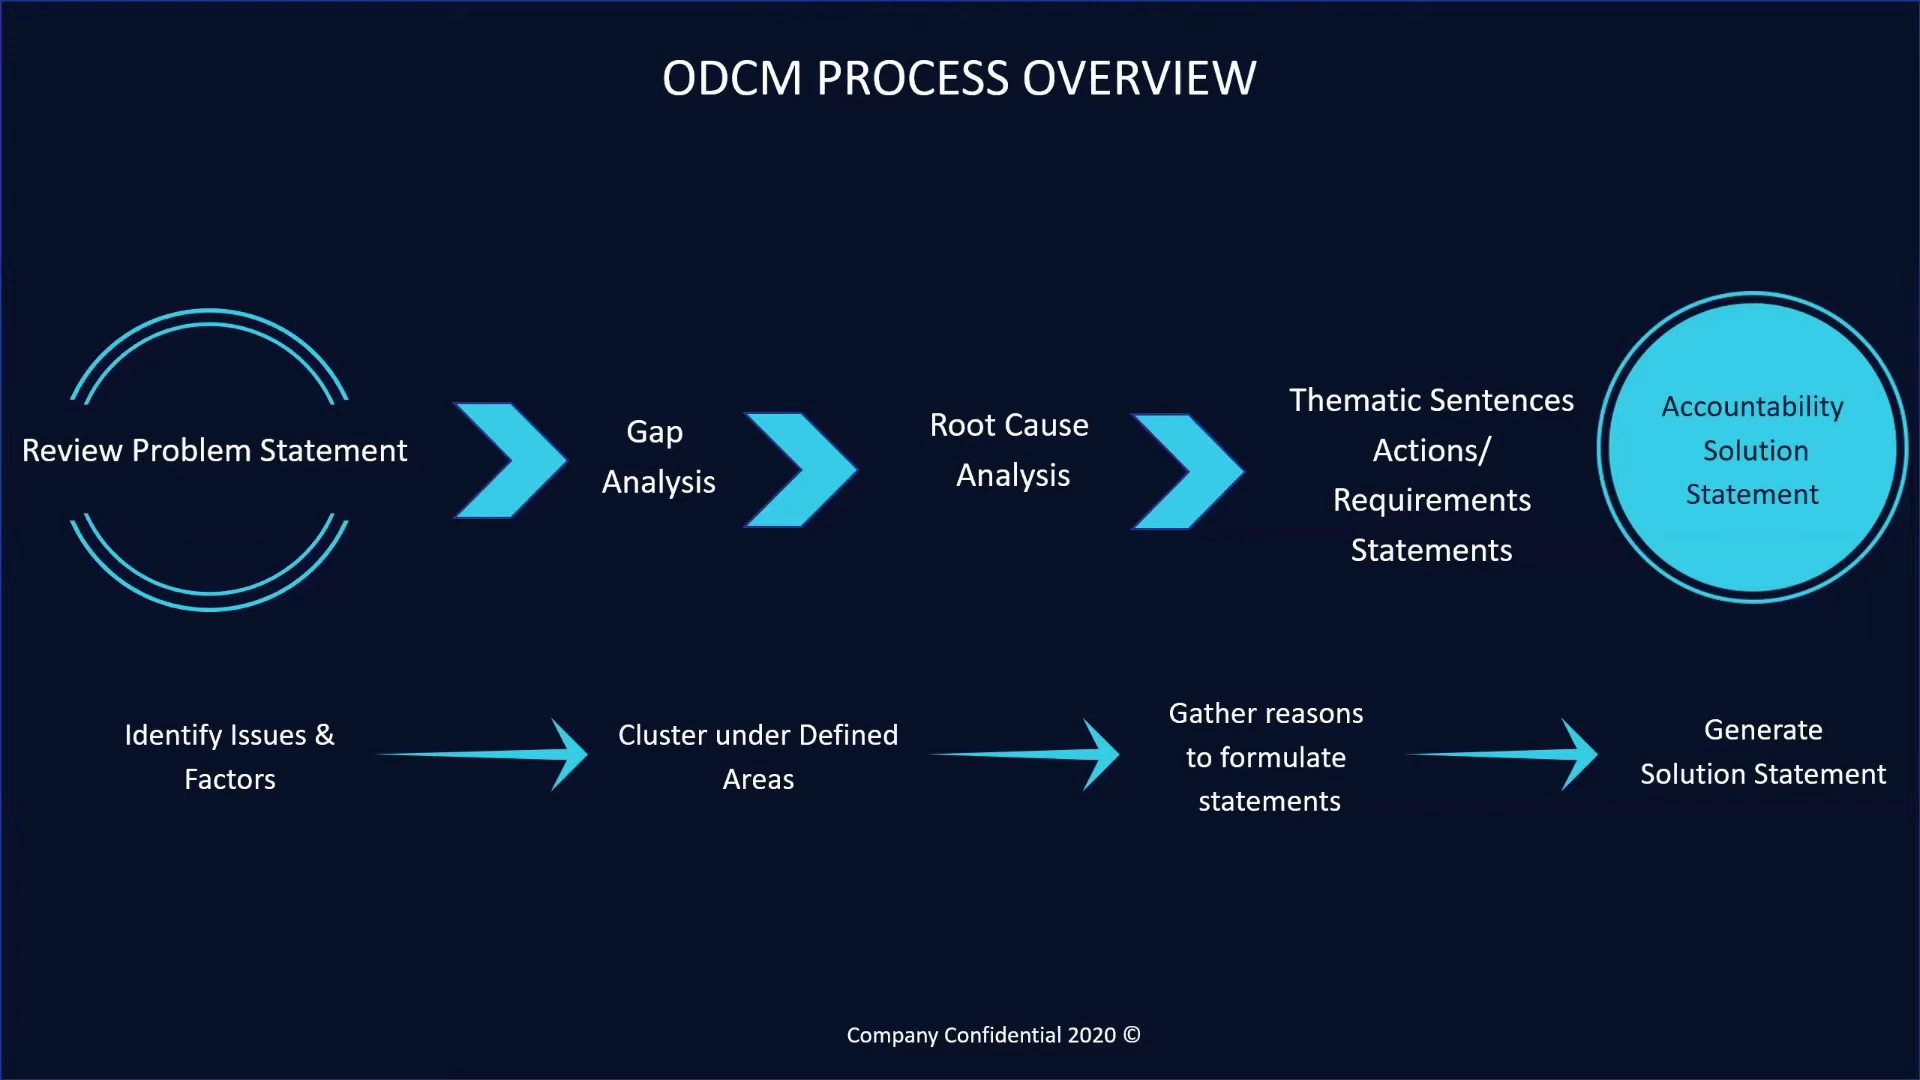 ODCM PROCESS OVERVIEW
Review Problem Statement
Gap
Analysis
Root Cause
Analysis
Thematic Sentences
Actions/
Requirements
Statements
Accountability
Solution
Statement
Identify Issues &
Factors
Cluster under Defined
Areas
Gather reasons
to formulate
statements
Generate
Solution Statement
Company Confidential 2020 ©